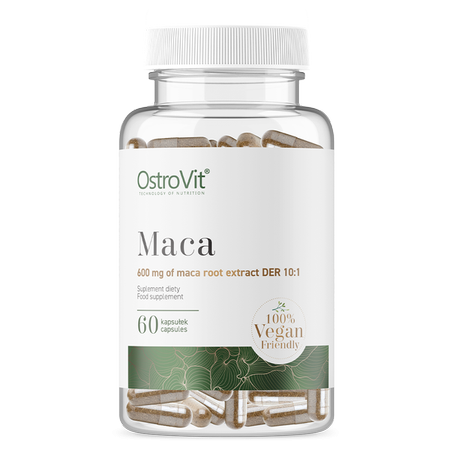 OstroVit®
TECHNOLOGY OF NUTRITION
Maca
600 mg of maca root extract DER 10:1
Suplement diety
Food supplement
60 kapsułek
capsules
100%
Vegan
Friendly